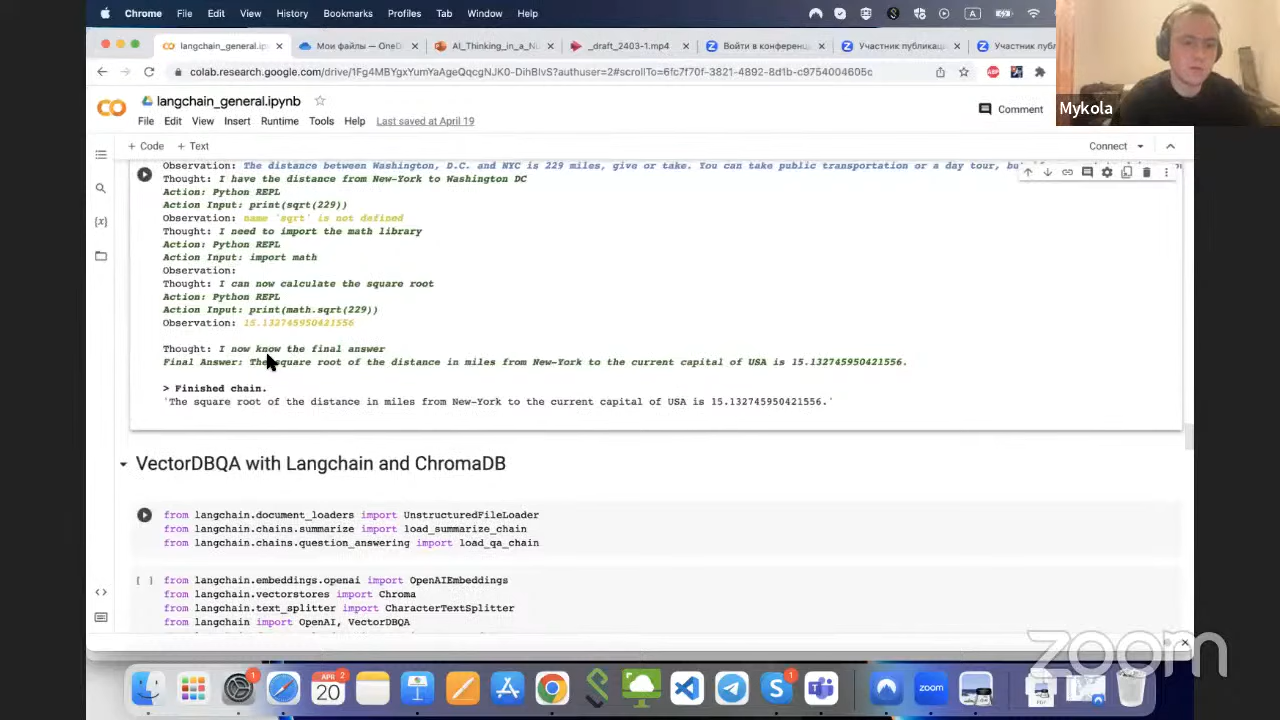 Chrome File Edit View History Bookmarks Profiles Tab Window Help
langchain_general.ipynb
Мои файлы — OneD
AI_Thinking_in_a_Nu
_draft_2403-1.mp4
Войти в конференц
Участник публикац
Участник публ
colab.research.google.com/drive/1Fg4MBYgxYumYaAgeQqcgNJK0-DihBIvS?authuser=2#scrollTo=6fc7f70f-3821-4892-8d1b-c9754004605c
Mykola
CO
langchain_general.ipynb
Comment
File Edit View Insert Runtime Tools Help Last saved at April 19
+ Code + Text
Connect
Observation: The distance between Washington, D.C. and NYC is 229 miles, give or take. You can take public transportation or a day tour,
Thought: I have the distance from New-York to Washington DC
Action: Python REPL
Action Input: print(sqrt(229))
Observation: name 'sqrt' is not defined
Thought: I need to import the math library
Action: Python REPL
Action Input: import math
Observation:
Thought: I can now calculate the square root
Action: Python REPL
Action Input: print(math.sqrt(229))
Observation: 15.132745950421556
Thought: I now know the final answer
Final Answer: The square root of the distance in miles from New-York to the current capital of USA is 15.132745950421556.
> Finished chain.
'The square root of the distance in miles from New-York to the current capital of USA is 15.132745950421556.'
VectorDBQA with Langchain and ChromaDB
from langchain.document_loaders import UnstructuredFileLoader
from langchain.chains.summarize import load_summarize_chain
from langchain.chains.question_answering import load_qa_chain
[ ] from langchain.embeddings.openai import OpenAIEmbeddings
from langchain.vectorstores import Chroma
from langchain.text_splitter import CharacterTextSplitter
from langchain import OpenAI, VectorDBQA
zoom
1
APR
2
20
1
zoom